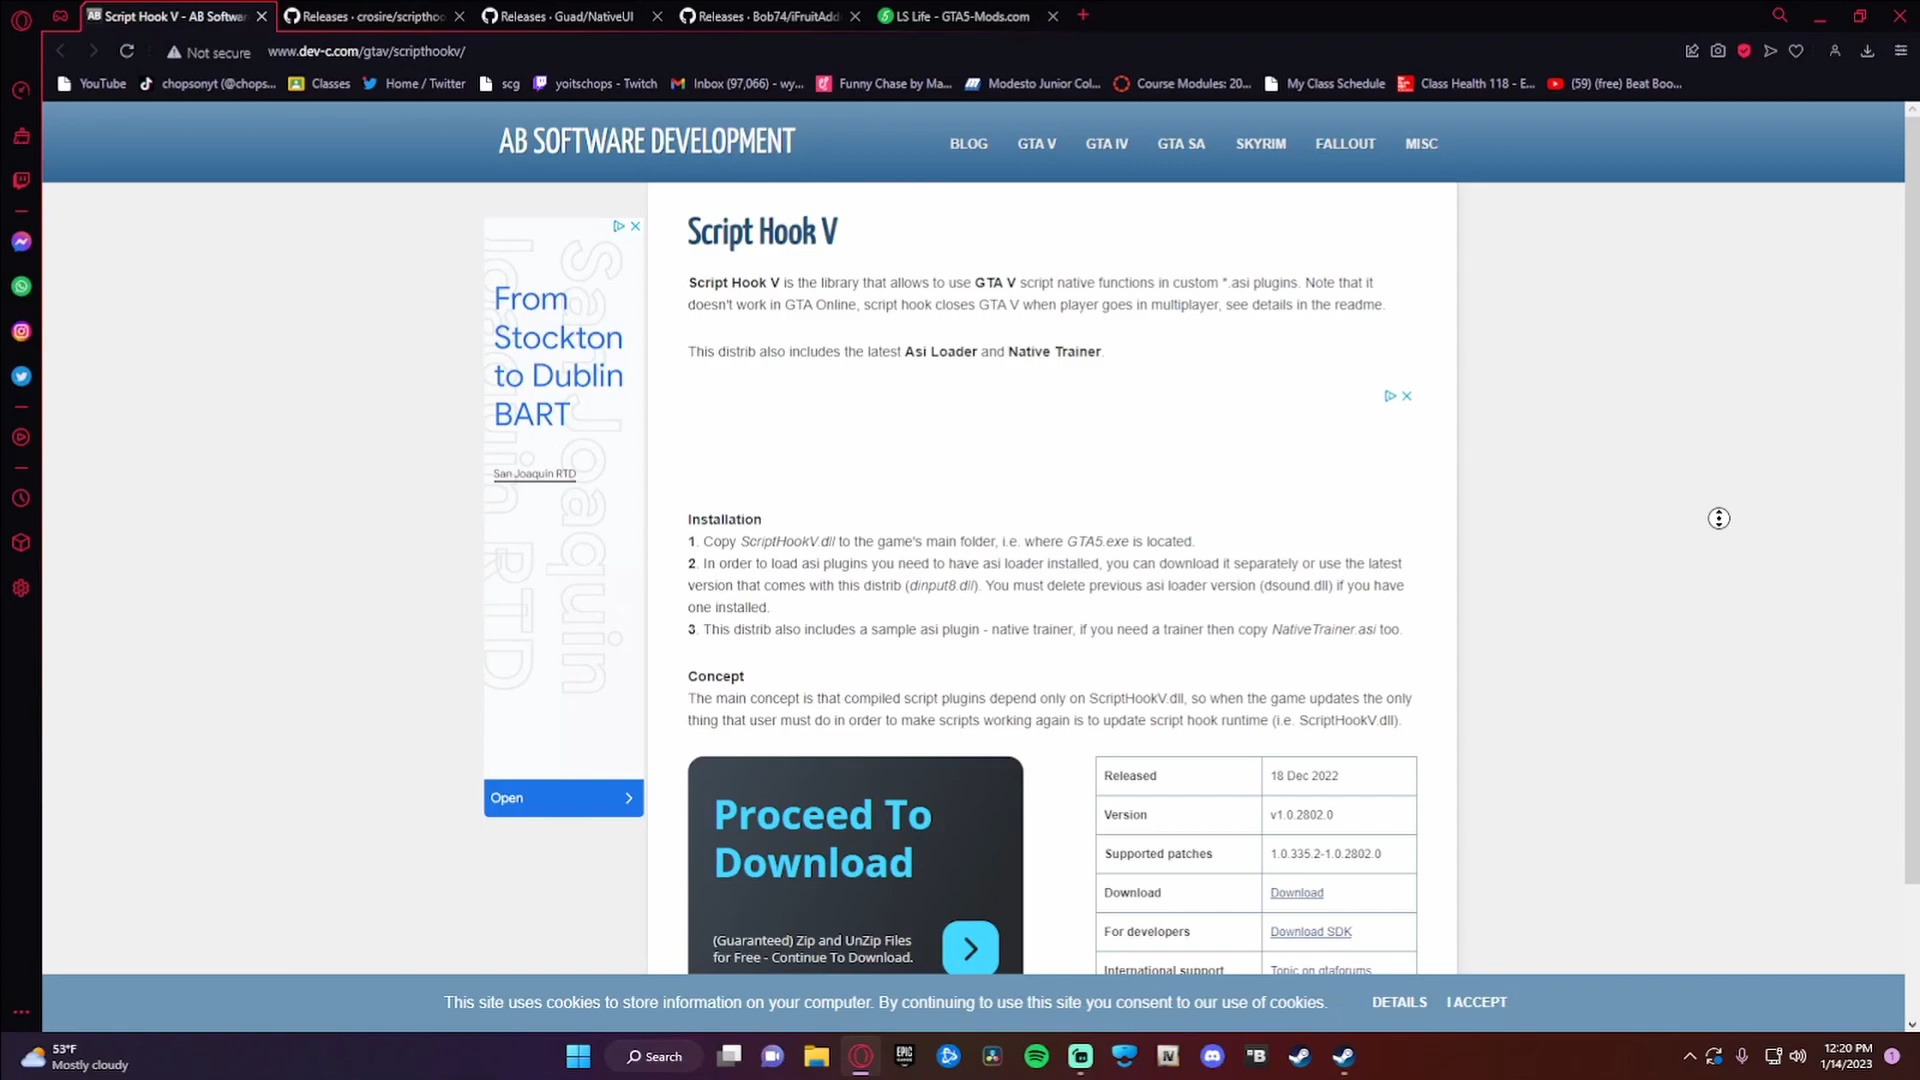 Script Hook V - AB Softwar
Releases · crosire/scripthoo
Releases · Guad/NativeUI
Releases · Bob74/iFruitAdd
LS Life - GTA5-Mods.com
Not secure
www.dev-c.com/gtav/scripthookv/
YouTube
chopsonyt (@chops...
Classes
Home / Twitter
scg
yoitschops - Twitch
Inbox (97,066) - wy...
Funny Chase by Ma...
Modesto Junior Col...
Course Modules: 20...
My Class Schedule
Class Health 118 - E...
(59) (free) Beat Boo...
AB SOFTWARE DEVELOPMENT
BLOG
GTA V
GTA IV
GTA SA
SKYRIM
FALLOUT
MISC
From
Stockton
to Dublin
BART
San Joaquin RTD
San Joaquin RTD
Open
Script Hook V
Script Hook V is the library that allows to use GTA V script native functions in custom *.asi plugins. Note that it
doesn't work in GTA Online, script hook closes GTA V when player goes in multiplayer, see details in the readme.
This distrib also includes the latest Asi Loader and Native Trainer.
Installation
1. Copy ScriptHookV.dll to the game's main folder, i.e. where GTA5.exe is located.
2. In order to load asi plugins you need to have asi loader installed, you can download it separately or use the latest
version that comes with this distrib (dinput8.dll). You must delete previous asi loader version (dsound.dll) if you have
one installed.
3. This distrib also includes a sample asi plugin - native trainer, if you need a trainer then copy NativeTrainer.asi too.
Concept
The main concept is that compiled script plugins depend only on ScriptHookV.dll, so when the game updates the only
thing that user must do in order to make scripts working again is to update script hook runtime (i.e. ScriptHookV.dll).
Proceed To
Download
(Guaranteed) Zip and UnZip Files
for Free - Continue To Download.
Released 18 Dec 2022
Version v1.0.2802.0
Supported patches 1.0.335.2-1.0.2802.0
Download Download
For developers Download SDK
International support Topic on gtaforums
This site uses cookies to store information on your computer. By continuing to use this site you consent to our use of cookies.
DETAILS
I ACCEPT
53°F
Mostly cloudy
Search
EPIC
GAMES
12:20 PM
1/14/2023
1